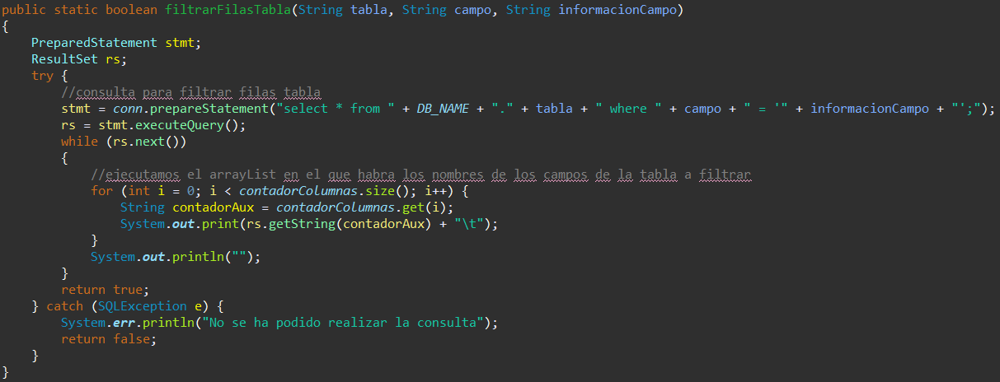 public static boolean filtrarFilasTabla(String tabla, String campo, String informacionCampo)
{
    PreparedStatement stmt;
    ResultSet rs;
    try {
        //consulta para filtrar filas tabla
        stmt = conn.prepareStatement("select * from " + DB_NAME + "." + tabla + " where " + campo + " = '" + informacionCampo + "';");
        rs = stmt.executeQuery();
        while (rs.next())
        {
            //ejecutamos el arrayList en el que habra los nombres de los campos de la tabla a filtrar
            for (int i = 0; i < contadorColumnas.size(); i++) {
                String contadorAux = contadorColumnas.get(i);
                System.out.print(rs.getString(contadorAux) + "\t");
            }
            System.out.println("");
        }
        return true;
    } catch (SQLException e) {
        System.err.println("No se ha podido realizar la consulta");
        return false;
    }
}